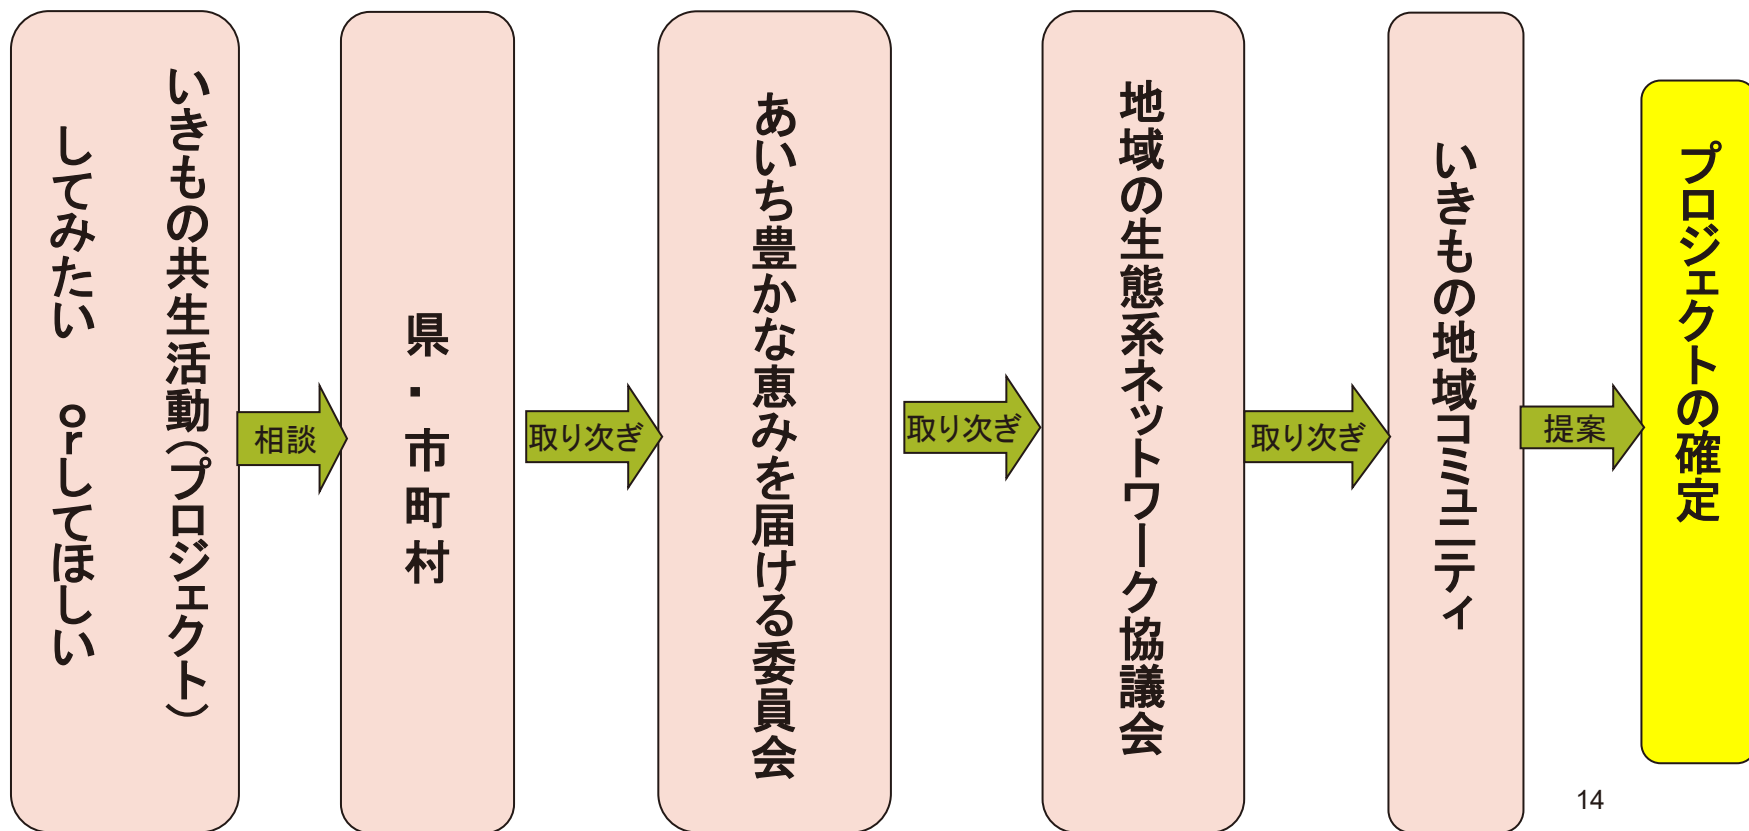 いきもの共生活動（プロジェクト）
してみたい　orしてほしい
相談
県・市町村
取り次ぎ
あいち豊かな恵みを届ける委員会
取り次ぎ
地域の生態系ネットワーク協議会
取り次ぎ
いきもの地域コミュニティ
提案
プロジェクトの確定
14